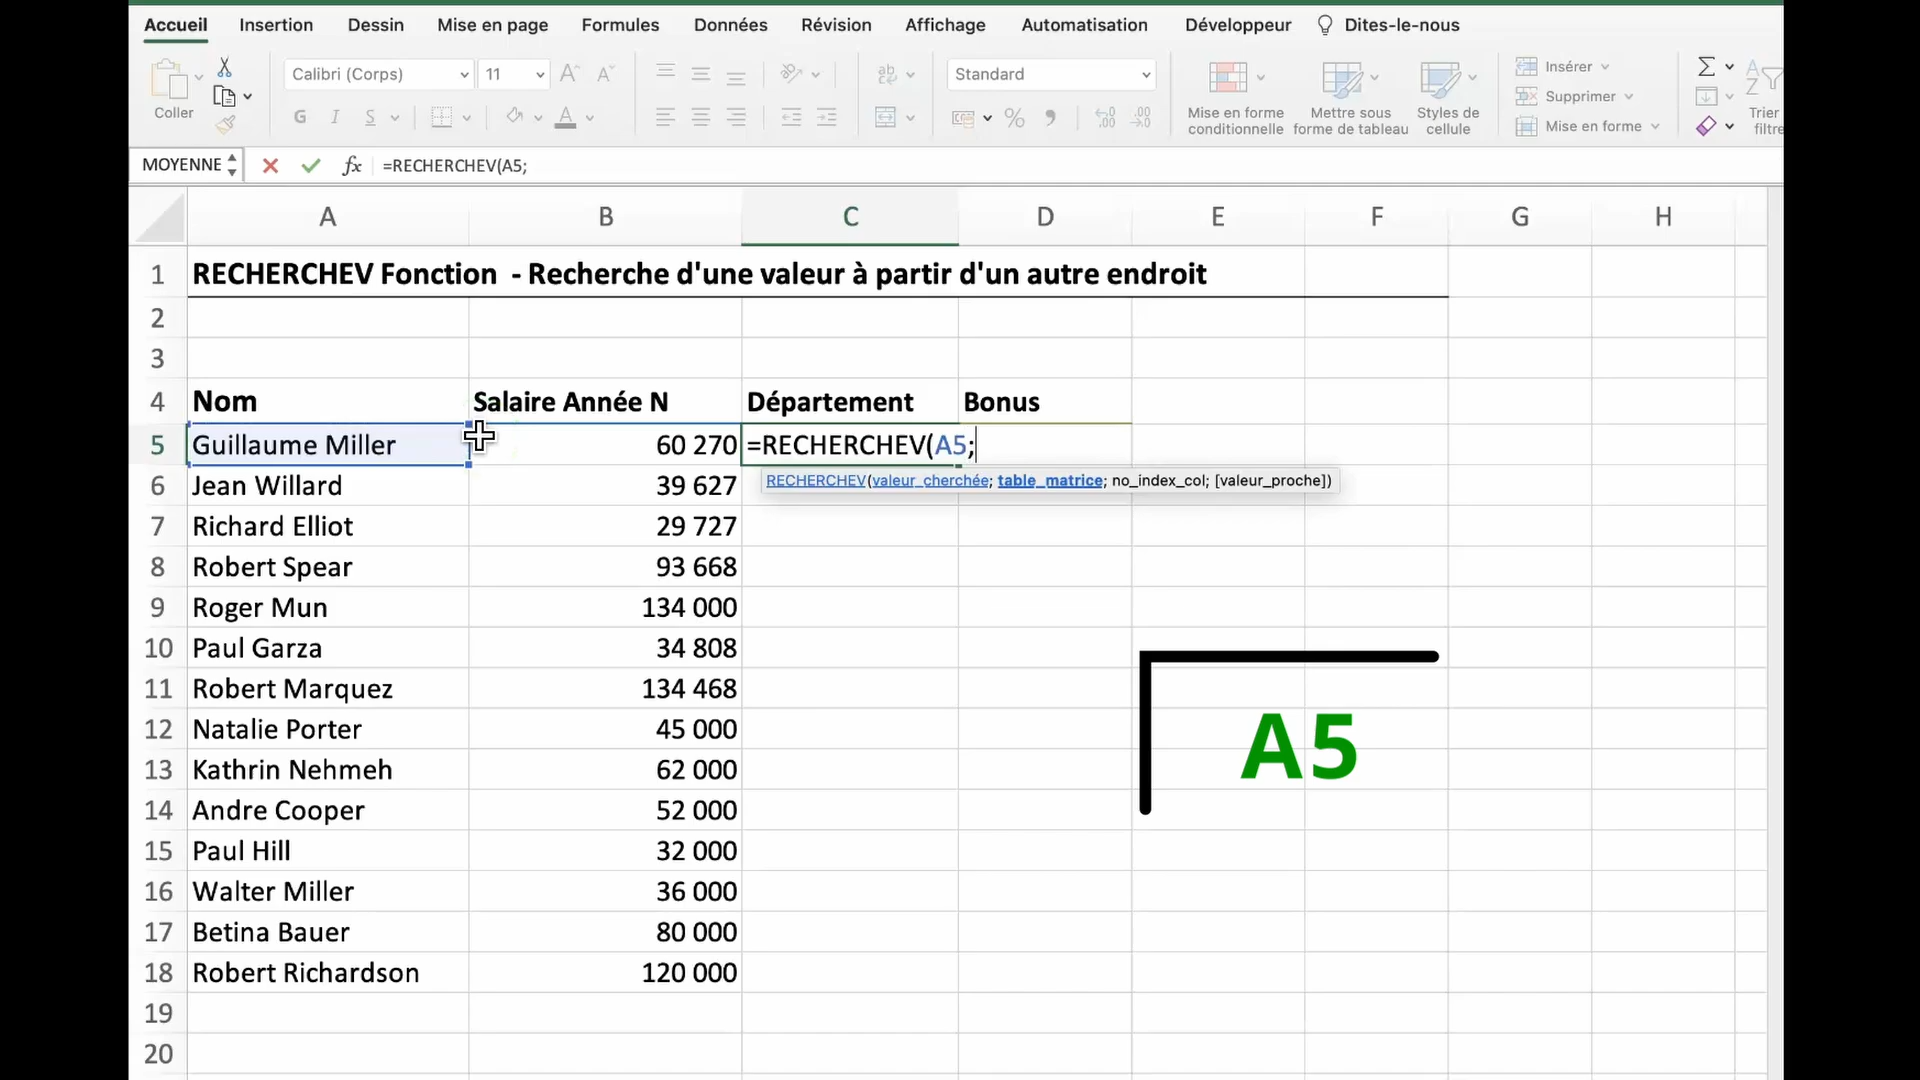 Accueil Insertion Dessin Mise en page Formules Données Révision Affichage Automatisation Développeur Dites-le-nous
Coller Calibri (Corps) 11 A A ab Standard
G I S A % Mise en forme conditionnelle Mettre sous forme de tableau Styles de cellule
Insérer
Supprimer
Mise en forme
Trier
filtre
MOYENNE fx =RECHERCHEV(A5;
A B C D E F G H
1 RECHERCHEV Fonction - Recherche d'une valeur à partir d'un autre endroit
2
3
4 Nom Salaire Année N Département Bonus
5 Guillaume Miller 60 270 =RECHERCHEV(A5;
RECHERCHEV(valeur_cherchée; table_matrice; no_index_col; [valeur_proche])
6 Jean Willard 39 627
7 Richard Elliot 29 727
8 Robert Spear 93 668
9 Roger Mun 134 000
10 Paul Garza 34 808
11 Robert Marquez 134 468
12 Natalie Porter 45 000
A5
13 Kathrin Nehmeh 62 000
14 Andre Cooper 52 000
15 Paul Hill 32 000
16 Walter Miller 36 000
17 Betina Bauer 80 000
18 Robert Richardson 120 000
19
20